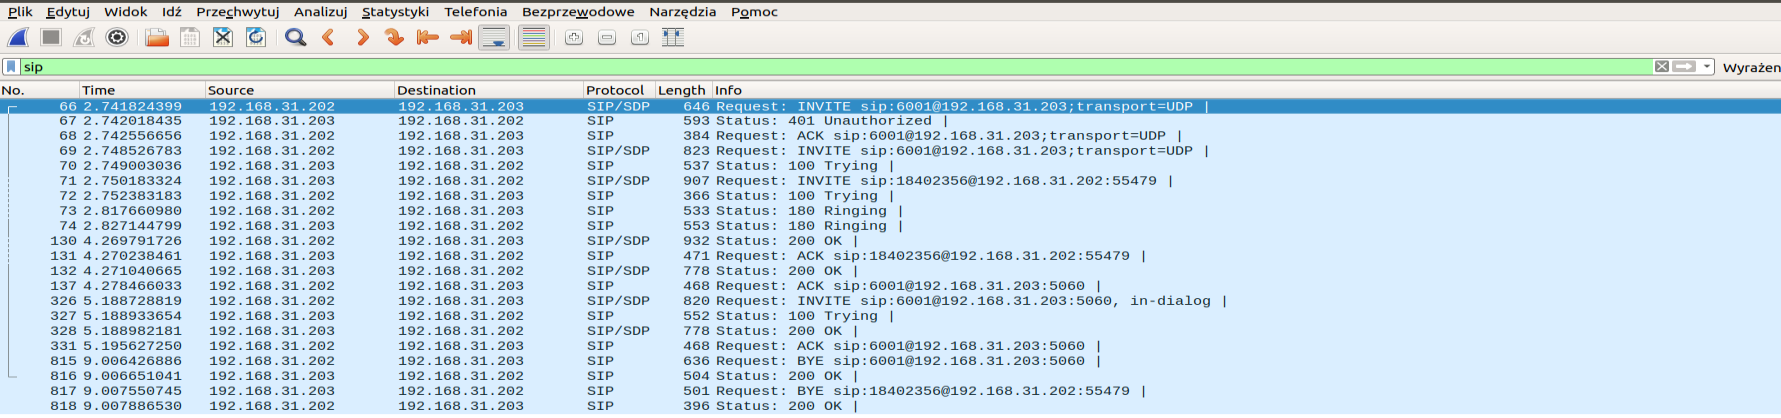 Plik Edytuj Widok Idź Przechwytuj Analizuj Statystyki Telefonia Bezprzewodowe Narzędzia Pomoc
sip Wyrażen
No. Time Source Destination Protocol Length Info
66 2.741824399 192.168.31.202 192.168.31.203 SIP/SDP 646 Request: INVITE sip:6001@192.168.31.203;transport=UDP |
67 2.742018435 192.168.31.203 192.168.31.202 SIP 593 Status: 401 Unauthorized |
68 2.742556656 192.168.31.202 192.168.31.203 SIP 384 Request: ACK sip:6001@192.168.31.203;transport=UDP |
69 2.748526783 192.168.31.202 192.168.31.203 SIP/SDP 823 Request: INVITE sip:6001@192.168.31.203;transport=UDP |
70 2.749003036 192.168.31.203 192.168.31.202 SIP 537 Status: 100 Trying |
71 2.750183324 192.168.31.203 192.168.31.202 SIP/SDP 907 Request: INVITE sip:18402356@192.168.31.202:55479 |
72 2.752383183 192.168.31.202 192.168.31.203 SIP 366 Status: 100 Trying |
73 2.817660980 192.168.31.202 192.168.31.203 SIP 533 Status: 180 Ringing |
74 2.827144799 192.168.31.203 192.168.31.202 SIP 553 Status: 180 Ringing |
130 4.269791726 192.168.31.202 192.168.31.203 SIP/SDP 932 Status: 200 OK |
131 4.270238461 192.168.31.203 192.168.31.202 SIP 471 Request: ACK sip:18402356@192.168.31.202:55479 |
132 4.271040665 192.168.31.203 192.168.31.202 SIP/SDP 778 Status: 200 OK |
137 4.278466033 192.168.31.202 192.168.31.203 SIP 468 Request: ACK sip:6001@192.168.31.203:5060 |
326 5.188728819 192.168.31.202 192.168.31.203 SIP/SDP 820 Request: INVITE sip:6001@192.168.31.203:5060, in-dialog |
327 5.188933654 192.168.31.203 192.168.31.202 SIP 552 Status: 100 Trying |
328 5.188982181 192.168.31.203 192.168.31.202 SIP/SDP 778 Status: 200 OK |
331 5.195627250 192.168.31.202 192.168.31.203 SIP 468 Request: ACK sip:6001@192.168.31.203:5060 |
815 9.006426886 192.168.31.202 192.168.31.203 SIP 636 Request: BYE sip:6001@192.168.31.203:5060 |
816 9.006651041 192.168.31.203 192.168.31.202 SIP 504 Status: 200 OK |
817 9.007550745 192.168.31.203 192.168.31.202 SIP 501 Request: BYE sip:18402356@192.168.31.202:55479 |
818 9.007886530 192.168.31.202 192.168.31.203 SIP 396 Status: 200 OK |